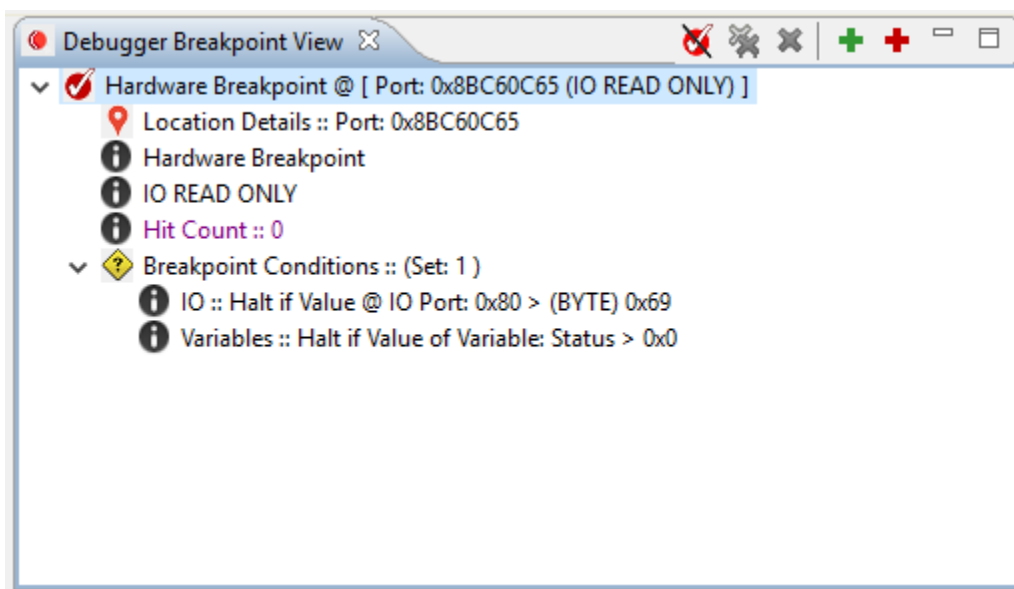 Debugger Breakpoint View
Hardware Breakpoint @ [ Port: 0x8BC60C65 (IO READ ONLY) ]
Location Details :: Port: 0x8BC60C65
Hardware Breakpoint
IO READ ONLY
Hit Count :: 0
Breakpoint Conditions :: (Set: 1 )
IO :: Halt if Value @ IO Port: 0x80 > (BYTE) 0x69
Variables :: Halt if Value of Variable: Status > 0x0